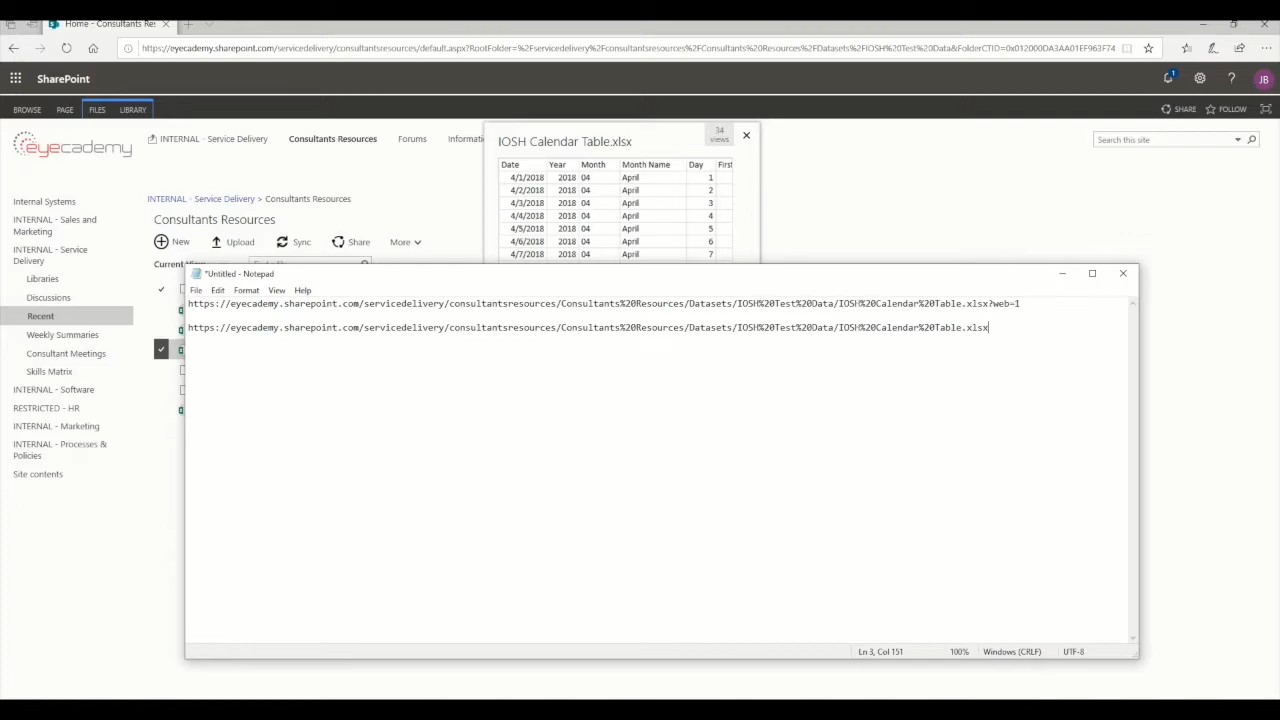 Home - Consultants Res
https://eyecademy.sharepoint.com/servicedelivery/consultantsresources/default.aspx?RootFolder=%2Fservicedelivery%2Fconsultantsresources%2FConsultants%20Resources%2FDatasets%2FIOSH%20Test%20Data&FolderCTID=0x012000DA3AA01EF963F74
SharePoint
1
JB
BROWSE PAGE FILES LIBRARY
SHARE FOLLOW
eyecademy
INTERNAL - Service Delivery Consultants Resources Forums Informati
Search this site
IOSH Calendar Table.xlsx
34 views
Date Year Month Month Name Day First
4/1/2018 2018 04 April 1
4/2/2018 2018 04 April 2
4/3/2018 2018 04 April 3
4/4/2018 2018 04 April 4
4/5/2018 2018 04 April 5
4/6/2018 2018 04 April 6
4/7/2018 2018 04 April 7
INTERNAL - Service Delivery > Consultants Resources
Consultants Resources
New Upload Sync Share More
Internal Systems
INTERNAL - Sales and
Marketing
INTERNAL - Service
Delivery
Libraries
Discussions
Recent
Weekly Summaries
Consultant Meetings
Skills Matrix
INTERNAL - Software
RESTRICTED - HR
INTERNAL - Marketing
INTERNAL - Processes &
Policies
Site contents
*Untitled - Notepad
File Edit Format View Help
https://eyecademy.sharepoint.com/servicedelivery/consultantsresources/Consultants%20Resources/Datasets/IOSH%20Test%20Data/IOSH%20Calendar%20Table.xlsx?web=1
https://eyecademy.sharepoint.com/servicedelivery/consultantsresources/Consultants%20Resources/Datasets/IOSH%20Test%20Data/IOSH%20Calendar%20Table.xlsx
Ln 3, Col 151 100% Windows (CRLF) UTF-8